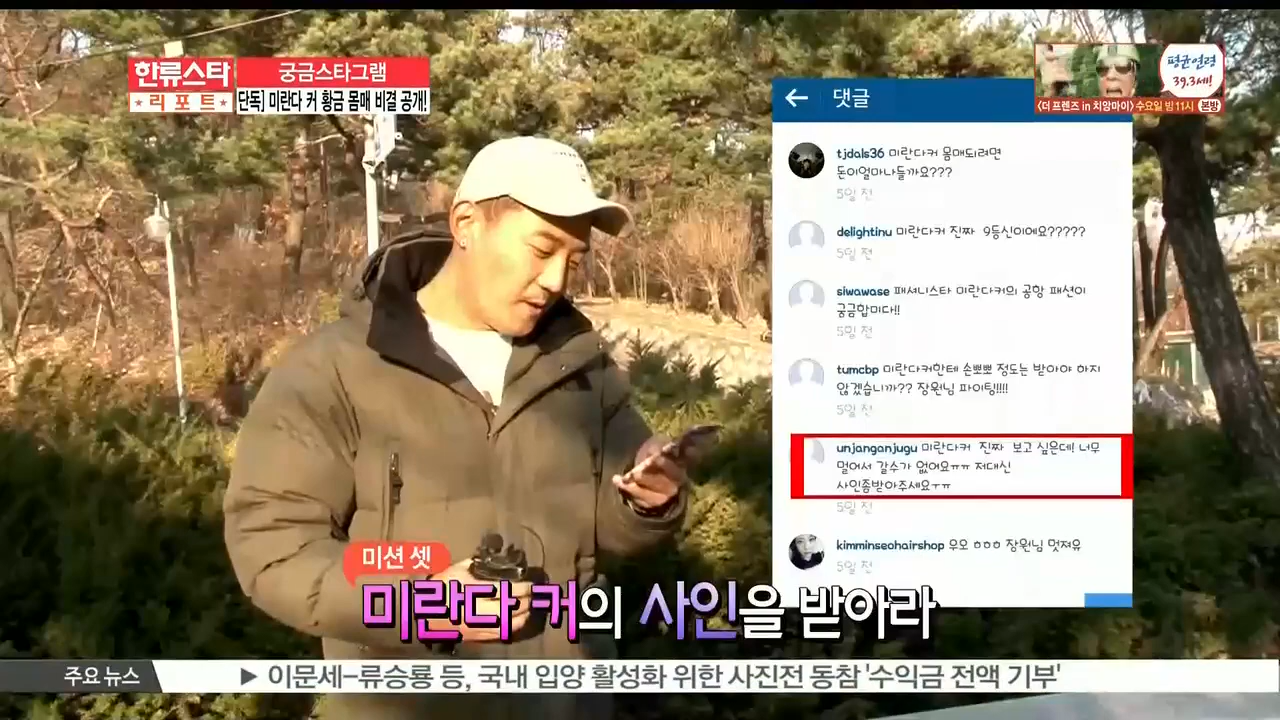 한류스타
★리포트★
궁금스타그램
단독] 미란다 커 황금 몸매 비결 공개!
평균연령
39.3세!
<더 프렌즈 in 치앙마이> 수요일 밤 11시 본방
← 댓글
tjdals36 미란다커 몸매되려면
돈이얼마나들까요???
5일 전
delightinu 미란다커 진짜 9등신이에요?????
5일 전
siwawase 패셔니스타 미란다커의 공항 패션이
궁금합미다!!
5일 전
tumcbp 미란다커한테 손뽀뽀 정도는 받아야 하지
않겠습니까?? 장원님 파이팅!!!!
5일 전
unjanganjugu 미란다커 진짜 보고 싶은데! 너무
멀어서 갈수가 없어요ㅠㅠ 저대신
사인좀받아주세요ㅜㅠ
5일 전
kimminseohairshop 우오 ㅎㅎㅎ 장원님 멋져유
5일 전
미션 셋
미란다 커의 사인을 받아라
주요뉴스
▶ 이문세-류승룡 등, 국내 입양 활성화 위한 사진전 동참 '수익금 전액 기부'